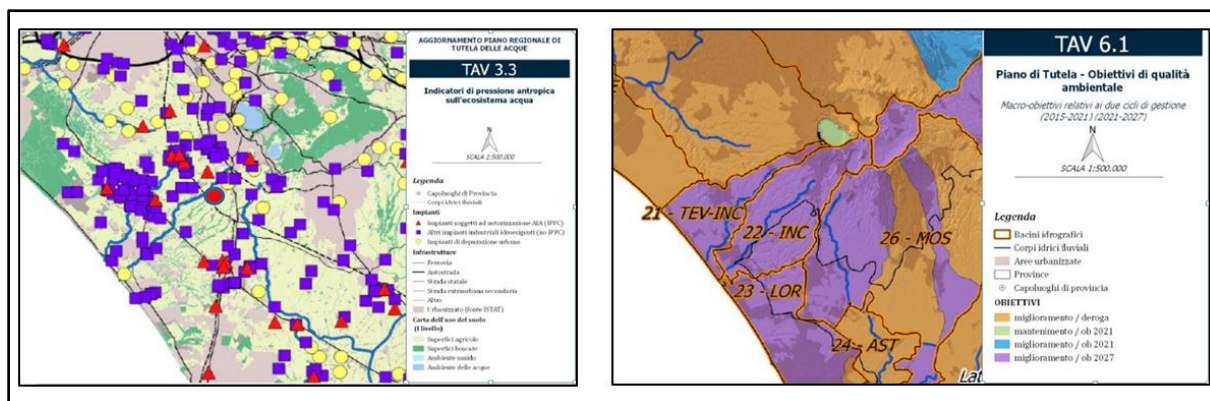 AGGIORNAMENTO PIANO REGIONALE DI
TUTELA DELLE ACQUE
TAV 3.3
Indicatori di pressione antropica
sull'ecosistema acqua
N
SCALA 1:500.000
Legenda
Capoluoghi di Provincia
Corpi idrici fluviali
Impianti
Impianti soggetti ad autorizzazione AIA (IPPC)
Altri impianti industriali idroesigenti (no IPPC)
Impianti di depurazione urbana
Infrastrutture
Ferrovia
Autostrada
Strada statale
Strada extraurbana secondaria
Altro
Urbanizzato (fonte ISTAT)
Carta dell'uso del suolo
(I livello)
Superfici agricole
Superfici boscate
Ambiente umido
Ambiente delle acque
21 - TEV-INC
22 - INC
26 - MOS
23 - LOR
24 - AST
Lat
TAV 6.1
Piano di Tutela - Obiettivi di qualità
ambientale
Macro-obiettivi relativi ai due cicli di gestione
(2015-2021) (2021-2027)
N
SCALA 1:500.000
Legenda
Bacini idrografici
Corpi idrici fluviali
Aree urbanizzate
Province
Capoluoghi di provincia
OBIETTIVI
miglioramento / deroga
mantenimento / ob 2021
miglioramento / ob 2021
miglioramento / ob 2027